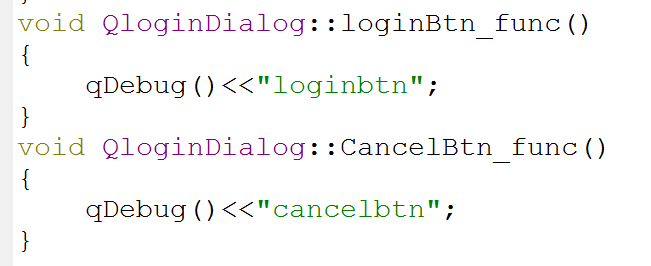 void QloginDialog::loginBtn_func()
{
    qDebug()<<"loginbtn";
}
void QloginDialog::CancelBtn_func()
{
    qDebug()<<"cancelbtn";
}